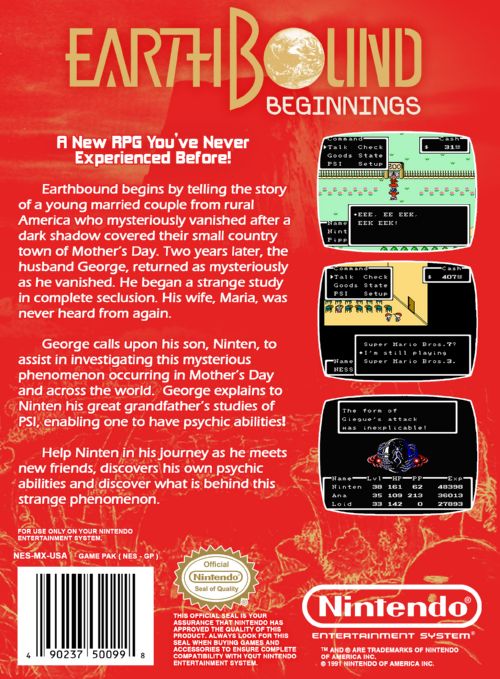 EARTHBOUND
BEGINNINGS
A New RPG You've Never
Experienced Before!
Earthbound begins by telling the story
of a young married couple from rural
America who mysteriously vanished after a
dark shadow covered their small country
town of Mother's Day. Two years later, the
husband George, returned as mysteriously
as he vanished. He began a strange study
in complete seclusion. His wife, Maria, was
never heard from again.
George calls upon his son, Ninten, to
assist in investigating this mysterious
phenomenon occurring in Mother's Day
and across the world.  George explains to
Ninten his great grandfather's studies of
PSI, enabling one to have psychic abilities!
Help Ninten in his journey as he meets
new friends, discovers his own psychic
abilities and discover what is behind this
strange phenomenon.
Command
Cash
Talk Check
$ 31
Goods State
PSI Setup
EEE. EE EEK.
EEK EEK!
Name
Nint
Pipp
Command
Cash
Talk Check
$ 407
Goods State
PSI Setup
Super Mario Bros.7?
I'm still playing
Super Mario Bros.3.
Name
NESS
The form of
Giegue's attack
was inexplicable!
Name Lvl HP PP Exp
Ninten 38 161 62 48398
Ana 35 109 213 36013
Loid 33 142 0 27893
FOR USE ONLY ON YOUR NINTENDO
ENTERTAINMENT SYSTEM.
NES-MX-USA GAME PAK ( NES - GP )
4 90237 50099 8
Official
Nintendo
Seal of Quality
THIS OFFICIAL SEAL IS YOUR
ASSURANCE THAT NINTENDO HAS
APPROVED THE QUALITY OF THIS
PRODUCT. ALWAYS LOOK FOR THIS
SEAL WHEN BUYING GAMES AND
ACCESSORIES TO ENSURE COMPLETE
COMPATIBILITY WITH YOUT NINTENDO
ENTERTAINMENT SYSTEM.
Nintendo®
ENTERTAINMENT SYSTEM®
™ AND ® ARE TRADEMARKS OF NINTENDO
OF AMERICA INC.
© 1991 NINTENDO OF AMERICA INC.